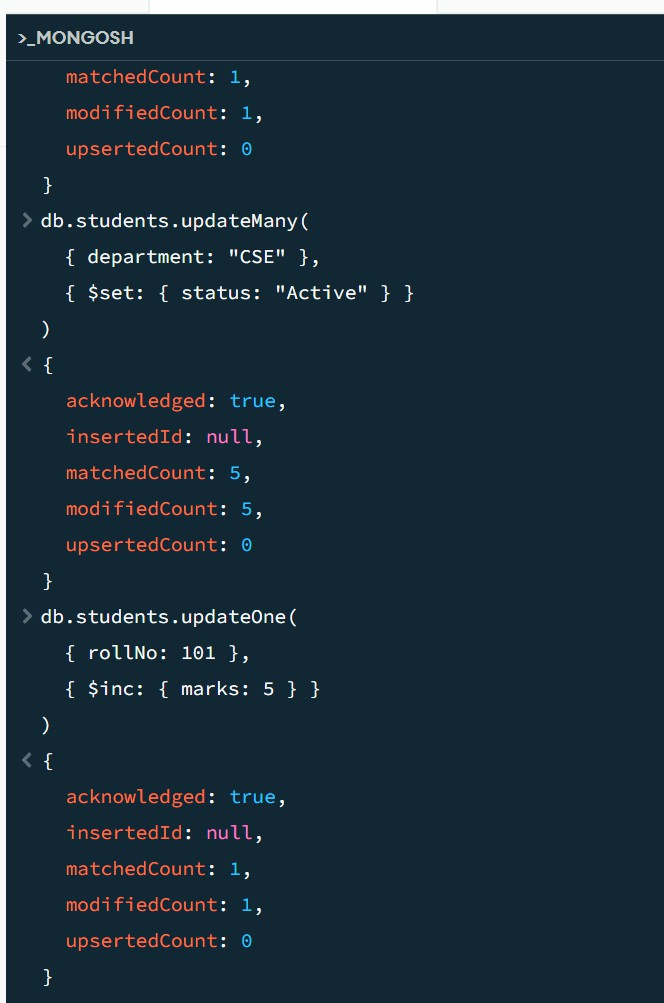 >_MONGOSH
matchedCount: 1,
modifiedCount: 1,
upsertedCount: 0
}
> db.students.updateMany(
{ department: "CSE" },
{ $set: { status: "Active" } }
)
< {
acknowledged: true,
insertedId: null,
matchedCount: 5,
modifiedCount: 5,
upsertedCount: 0
}
> db.students.updateOne(
{ rollNo: 101 },
{ $inc: { marks: 5 } }
)
< {
acknowledged: true,
insertedId: null,
matchedCount: 1,
modifiedCount: 1,
upsertedCount: 0
}